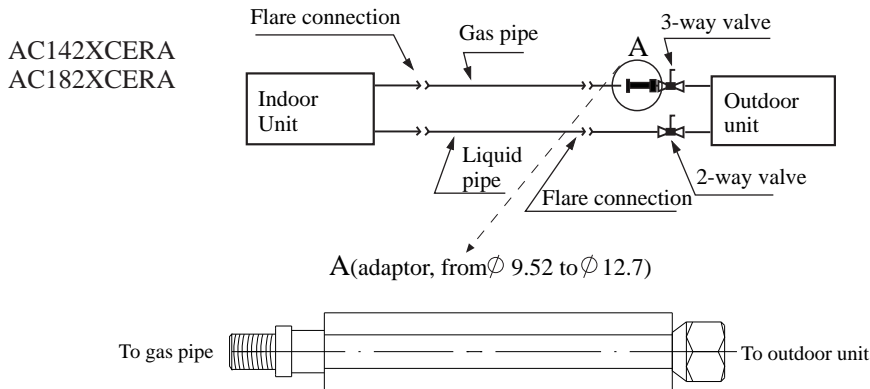 Flare connection
3-way valve
Gas pipe
A
AC142XCERA
AC182XCERA
Indoor
Unit
Outdoor
unit
Liquid
pipe
2-way valve
Flare connection
A(adaptor, from∅ 9.52 to∅ 12.7)
To gas pipe
To outdoor unit